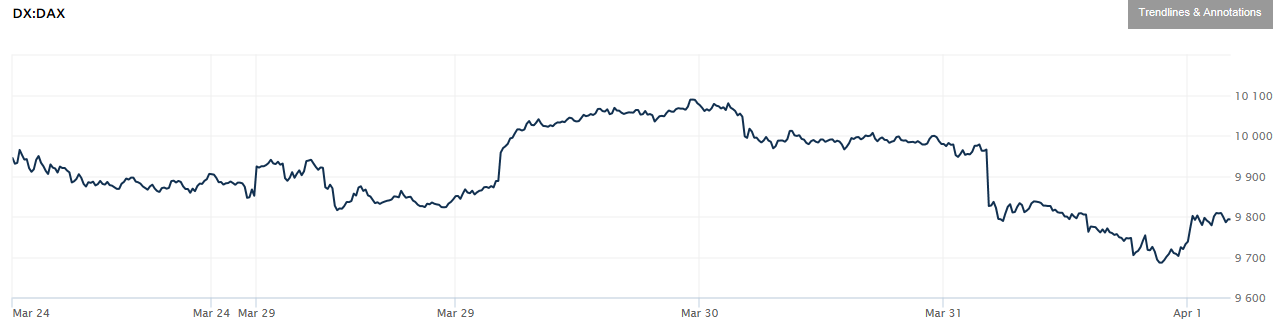 DX:DAX
Trendlines & Annotations
10 100
10 000
9 900
9 800
9 700
9 600
Mar 24 Mar 24 Mar 29 Mar 29 Mar 30 Mar 31 Apr 1